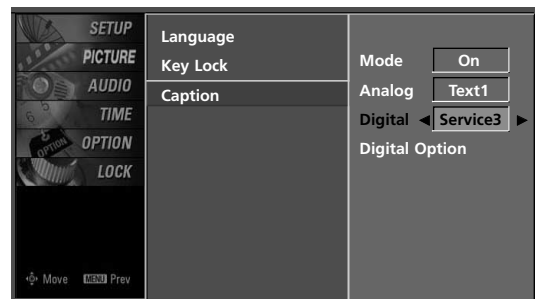 SETUP
PICTURE
AUDIO
TIME
OPTION
LOCK
Move MENU Prev
Language
Key Lock
Caption
Mode On
Analog Text1
Digital ◀ Service3 ▶
Digital Option